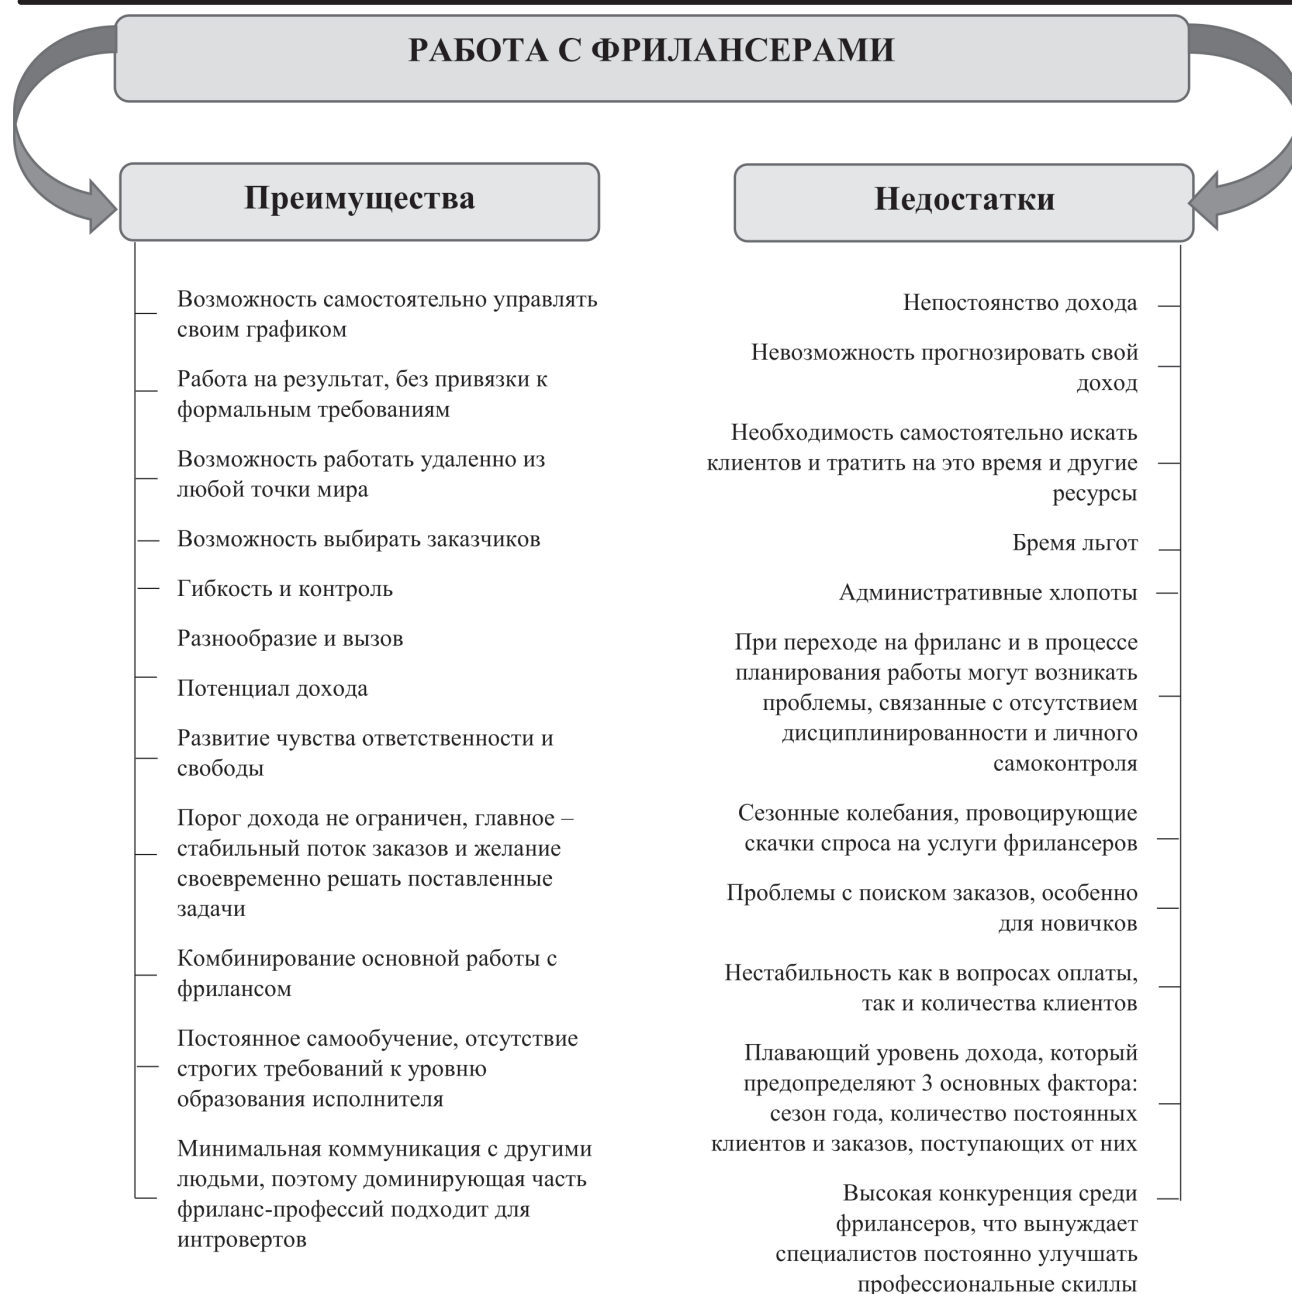 РАБОТА С ФРИЛАНСЕРАМИ
Преимущества
Возможность самостоятельно управлять
своим графиком
Работа на результат, без привязки к
формальным требованиям
Возможность работать удаленно из
любой точки мира
Возможность выбирать заказчиков
Гибкость и контроль
Разнообразие и вызов
Потенциал дохода
Развитие чувства ответственности и
свободы
Порог дохода не ограничен, главное –
стабильный поток заказов и желание
своевременно решать поставленные
задачи
Комбинирование основной работы с
фрилансом
Постоянное самообучение, отсутствие
строгих требований к уровню
образования исполнителя
Минимальная коммуникация с другими
людьми, поэтому доминирующая часть
фриланс-профессий подходит для
интровертов
Недостатки
Непостоянство дохода
Невозможность прогнозировать свой
доход
Необходимость самостоятельно искать
клиентов и тратить на это время и другие
ресурсы
Бремя льгот
Административные хлопоты
При переходе на фриланс и в процессе
планирования работы могут возникать
проблемы, связанные с отсутствием
дисциплинированности и личного
самоконтроля
Сезонные колебания, провоцирующие
скачки спроса на услуги фрилансеров
Проблемы с поиском заказов, особенно
для новичков
Нестабильность как в вопросах оплаты,
так и количества клиентов
Плавающий уровень дохода, который
предопределяют 3 основных фактора:
сезон года, количество постоянных
клиентов и заказов, поступающих от них
Высокая конкуренция среди
фрилансеров, что вынуждает
специалистов постоянно улучшать
профессиональные скиллы